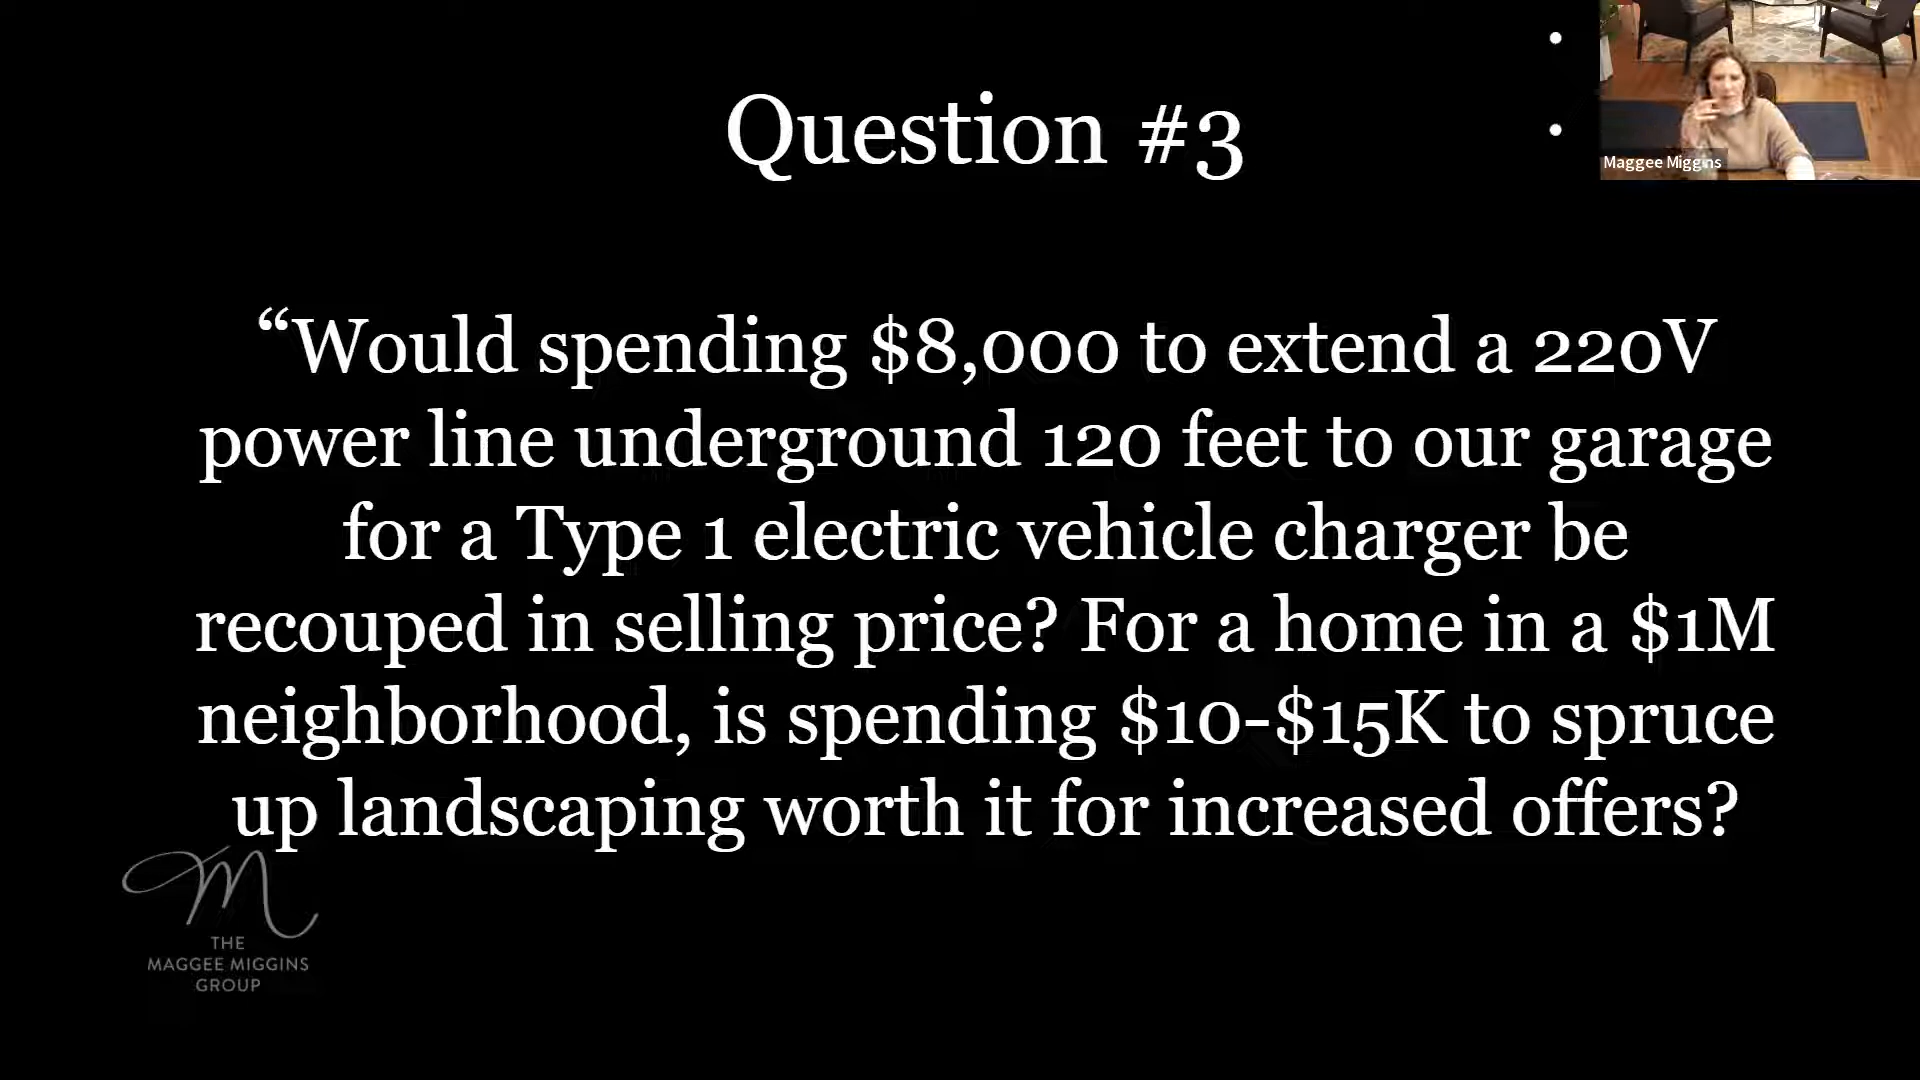 Question #3
Maggee Miggins
“Would spending $8,000 to extend a 220V
power line underground 120 feet to our garage
for a Type 1 electric vehicle charger be
recouped in selling price? For a home in a $1M
neighborhood, is spending $10-$15K to spruce
up landscaping worth it for increased offers?
M
THE
MAGGEE MIGGINS
GROUP